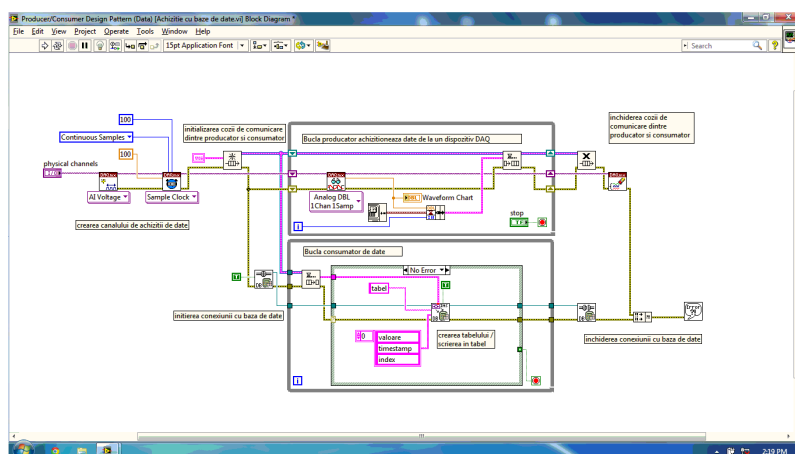 Producer/Consumer Design Pattern (Data) [Achizitie cu baze de date.vi] Block Diagram *
File Edit View Project Operate Tools Window Help
15pt Application Font
Search
100
Continuous Samples
100
physical channels
I/O
AI Voltage
Sample Clock
crearea canalului de achizitii de date
initializarea cozii de comunicare
dintre producator si consumator
Bucla producator achizitioneaza date de la un dispozitiv DAQ
Analog DBL
1Chan 1Samp
DBL
Waveform Chart
stop
TF
i
inchiderea cozii de
comunicare dintre
producator si consumator
Bucla consumator de date
No Error
T
T
tabel
0
valoare
timestamp
index
crearea tabelului /
scrierea in tabel
i
initierea conexiunii cu baza de date
inchiderea conexiunii cu baza de date
2:19 PM